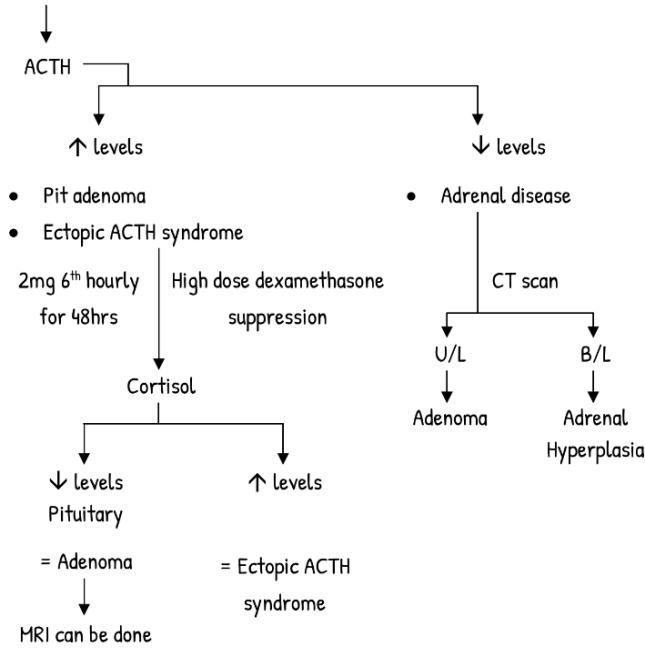 ACTH
↑ levels
↓ levels
• Pit adenoma
• Adrenal disease
• Ectopic ACTH syndrome
2mg 6th hourly
for 48hrs
High dose dexamethasone
suppression
CT scan
U/L
B/L
Cortisol
Adenoma
Adrenal
Hyperplasia
↓ levels
Pituitary
↑ levels
= Adenoma
= Ectopic ACTH
syndrome
MRI can be done